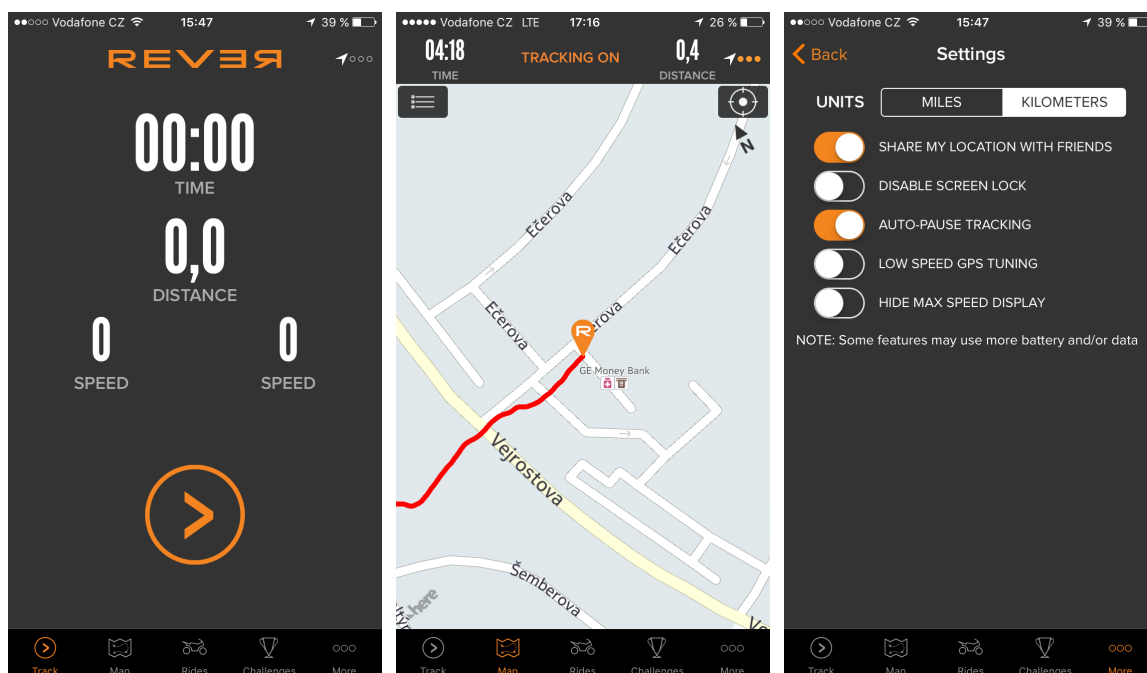 Vodafone CZ 15:47 39 %
REVER
00:00
TIME
0,0
DISTANCE
0 0
SPEED SPEED
Track Map Rides Challenges More
Vodafone CZ LTE 17:16 26 %
04:18 TRACKING ON 0,4
TIME DISTANCE
N
Ečerova
Ečerova
Ečerova
erova
R
GE Money Bank
Vejrostova
Šemberova
here
Track Map Rides Challenges More
Vodafone CZ 15:47 39 %
Back Settings
UNITS MILES KILOMETERS
SHARE MY LOCATION WITH FRIENDS
DISABLE SCREEN LOCK
AUTO-PAUSE TRACKING
LOW SPEED GPS TUNING
HIDE MAX SPEED DISPLAY
NOTE: Some features may use more battery and/or data
Track Map Rides Challenges More